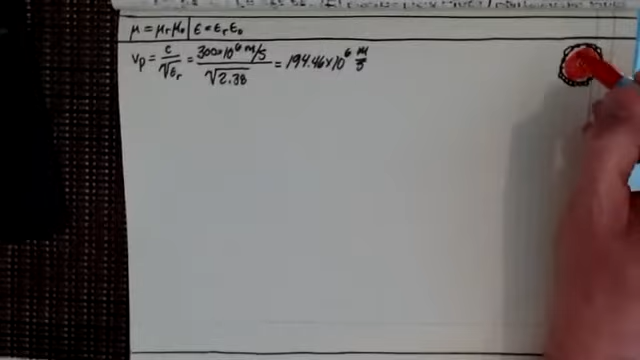 μ = μrμ₀ | ε = εrε₀
vp = c/√εr = 300×10⁶ m/s / √2.38 = 194.46×10⁶ m/s